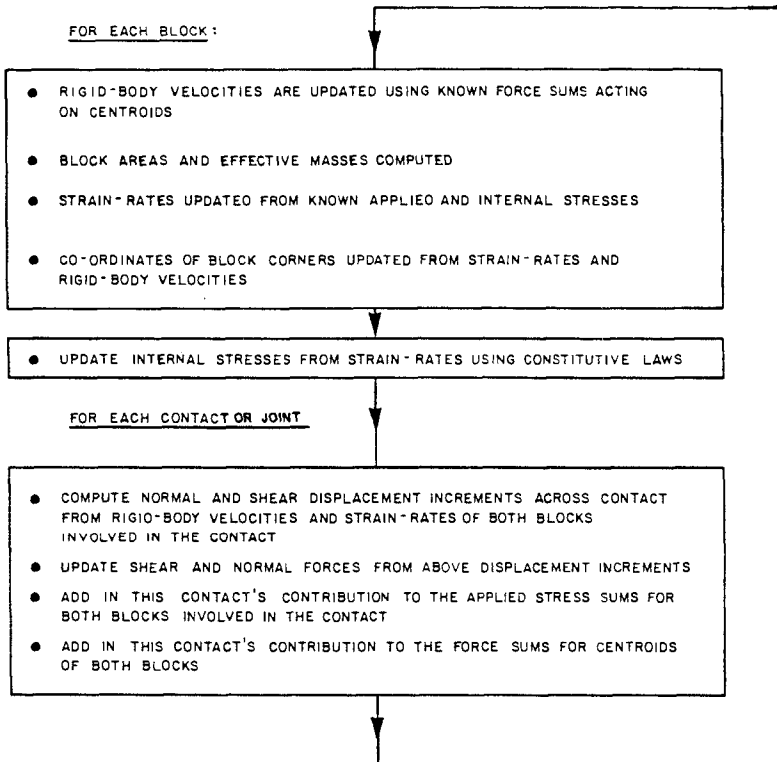 FOR EACH BLOCK:
● RIGID-BODY VELOCITIES ARE UPDATED USING KNOWN FORCE SUMS ACTING
ON CENTROIDS
● BLOCK AREAS AND EFFECTIVE MASSES COMPUTED
● STRAIN-RATES UPDATEO FROM KNOWN APPLIEO AND INTERNAL STRESSES
● CO-ORDINATES OF BLOCK CORNERS UPDATED FROM STRAIN-RATES AND
RIGID-BODY VELOCITIES
● UPDATE INTERNAL STRESSES FROM STRAIN-RATES USING CONSTITUTIVE LAWS
FOR EACH CONTACT OR JOINT
● COMPUTE NORMAL AND SHEAR DISPLACEMENT INCREMENTS ACROSS CONTACT
FROM RIGIO-BODY VELOCITIES AND STRAIN-RATES OF BOTH BLOCKS
INVOLVED IN THE CONTACT
● UPDATE SHEAR AND NORMAL FORCES FROM ABOVE DISPLACEMENT INCREMENTS
● ADD IN THIS CONTACT'S CONTRIBUTION TO THE APPLIED STRESS SUMS FOR
BOTH BLOCKS INVOLVED IN THE CONTACT
● ADD IN THIS CONTACT'S CONTRIBUTION TO THE FORCE SUMS FOR CENTROIDS
OF BOTH BLOCKS